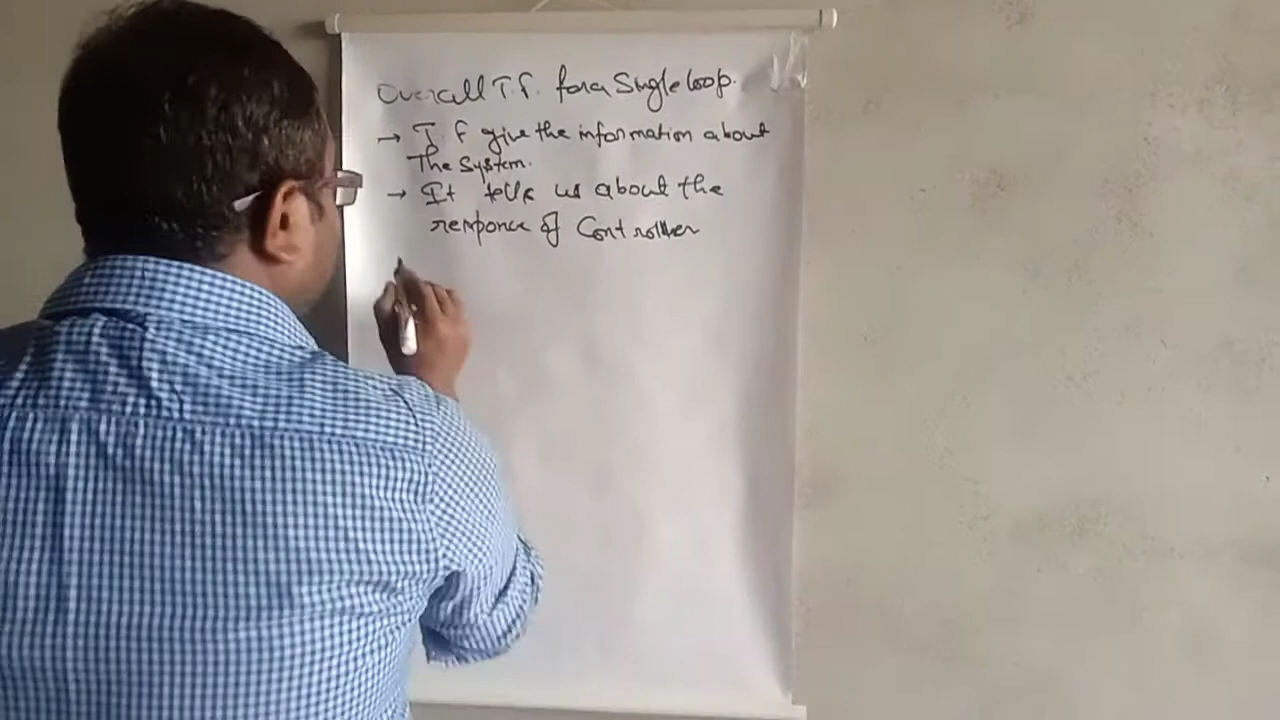 Overall T.F. for a Single loop.
→ T.F give the information about
The System.
→ It tells us about the
responce of Controller